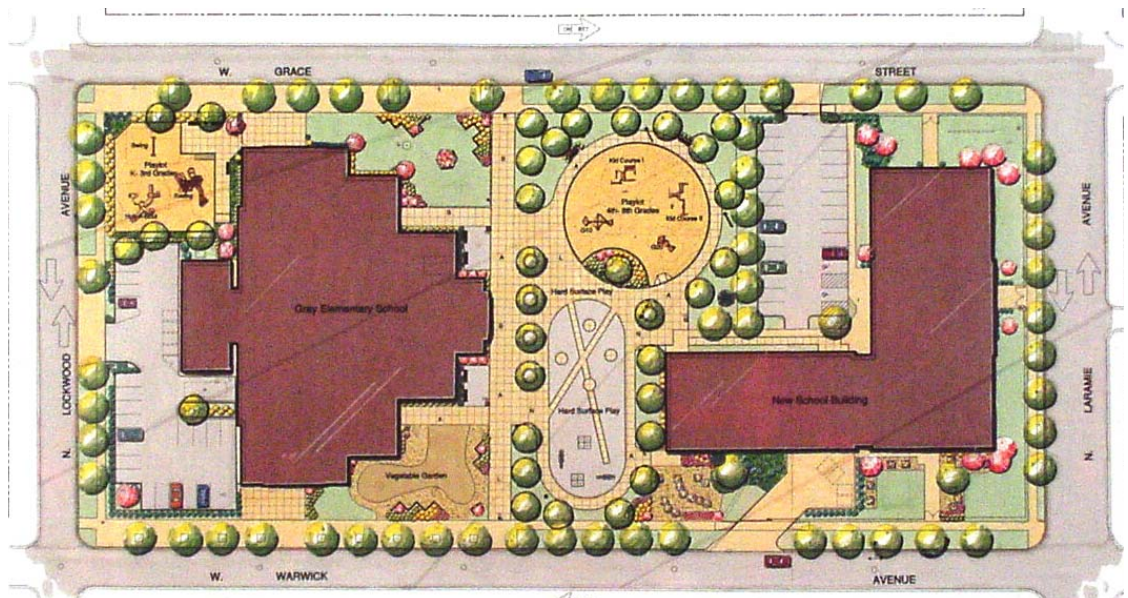 W. GRACE STREET
Swing
Playlot
K- 3rd Grades
Kid Course I
Playlot
4th- 8th Grades
Kid Course II
AVENUE
AVENUE
Hard Surface Play
Gray Elementary School
N. LOCKWOOD
N. LARAMIE
Hard Surface Play
New School Building
Vegetable Garden
W. WARWICK AVENUE